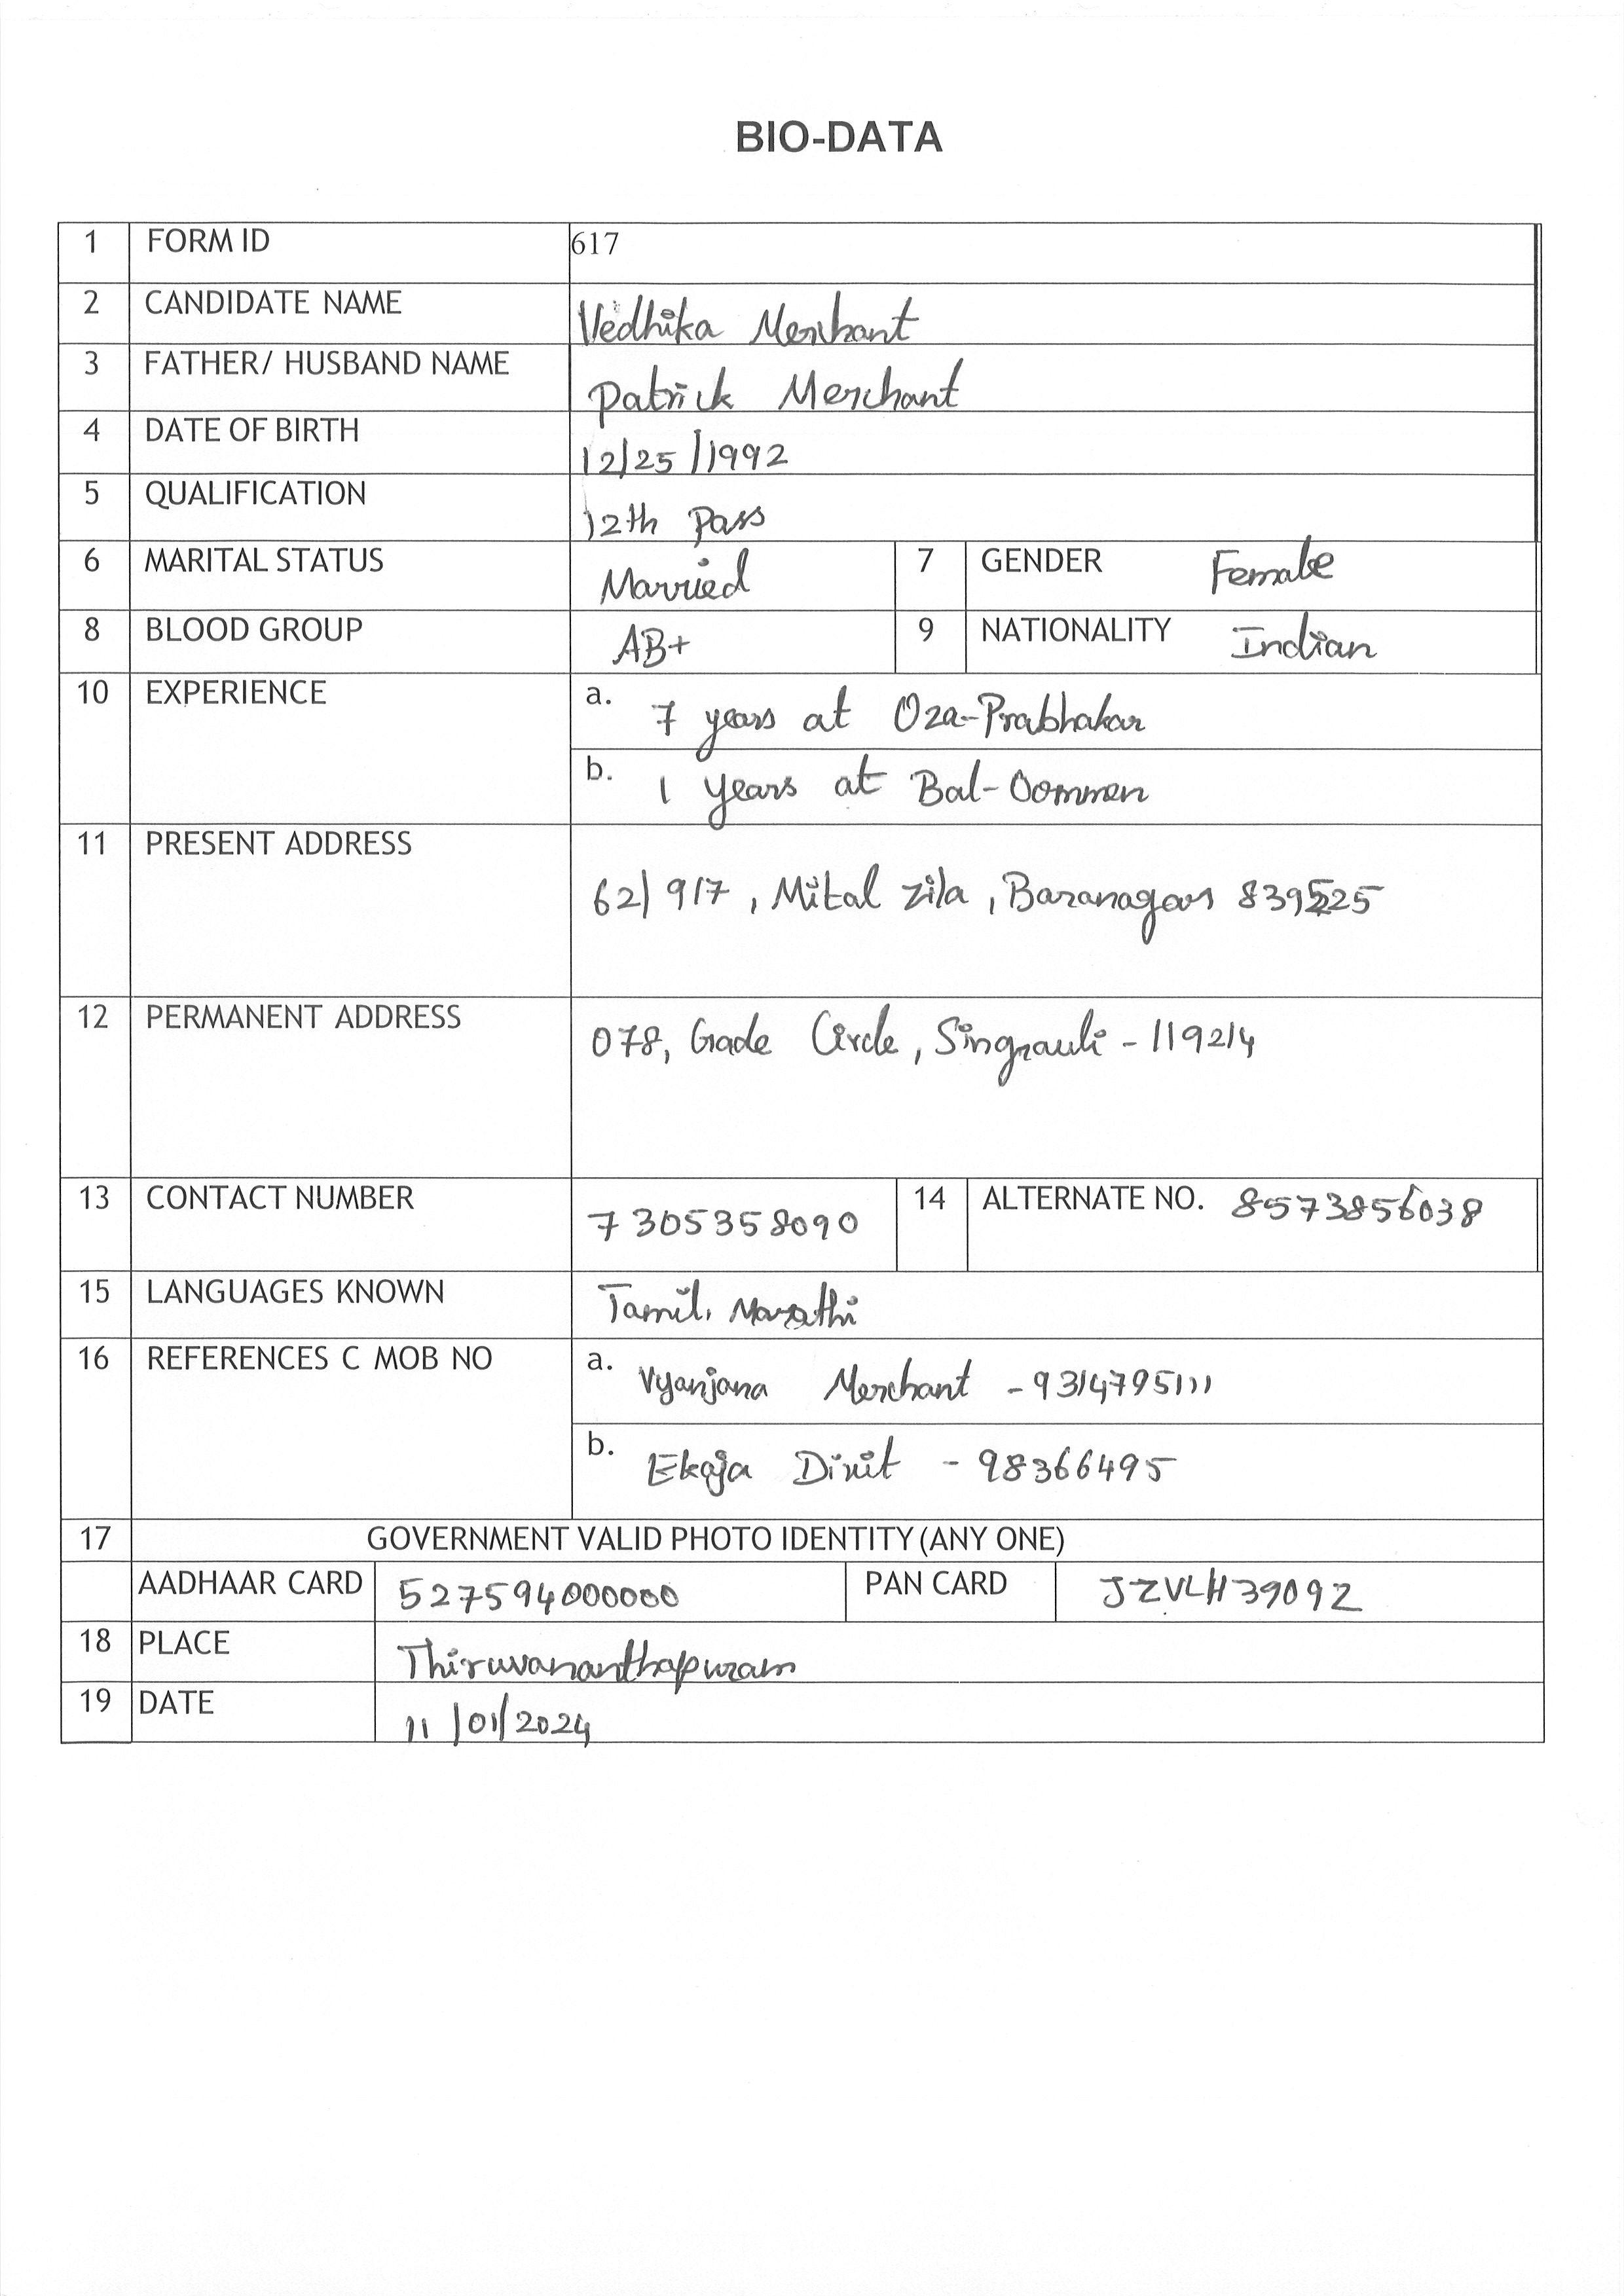 BIO-DATA
1 FORM ID 617
2 CANDIDATE NAME Vedhika Merchant
3 FATHER/ HUSBAND NAME Patrick Merchant
4 DATE OF BIRTH 12/25/1992
5 QUALIFICATION 12th Pass
6 MARITAL STATUS Married 7 GENDER Female
8 BLOOD GROUP AB+ 9 NATIONALITY Indian
10 EXPERIENCE a. 7 years at Oza-Prabhakar
b. 1 years at Bal-Oommen
11 PRESENT ADDRESS
62/917, Mital Zila, Baranagar 839525
12 PERMANENT ADDRESS 078, Gade Circle, Singrauli - 119214
13 CONTACT NUMBER 7305358090 14 ALTERNATE NO. 8573856038
15 LANGUAGES KNOWN Tamil, Marathi
16 REFERENCES C MOB NO a. Vyanjana Merchant - 9314795111
b. Ekaja Dixit - 98366495
17 GOVERNMENT VALID PHOTO IDENTITY(ANY ONE)
AADHAAR CARD 527594000000 PAN CARD JZVLH3909Z
18 PLACE Thiruvananthapuram
19 DATE 11/01/2024